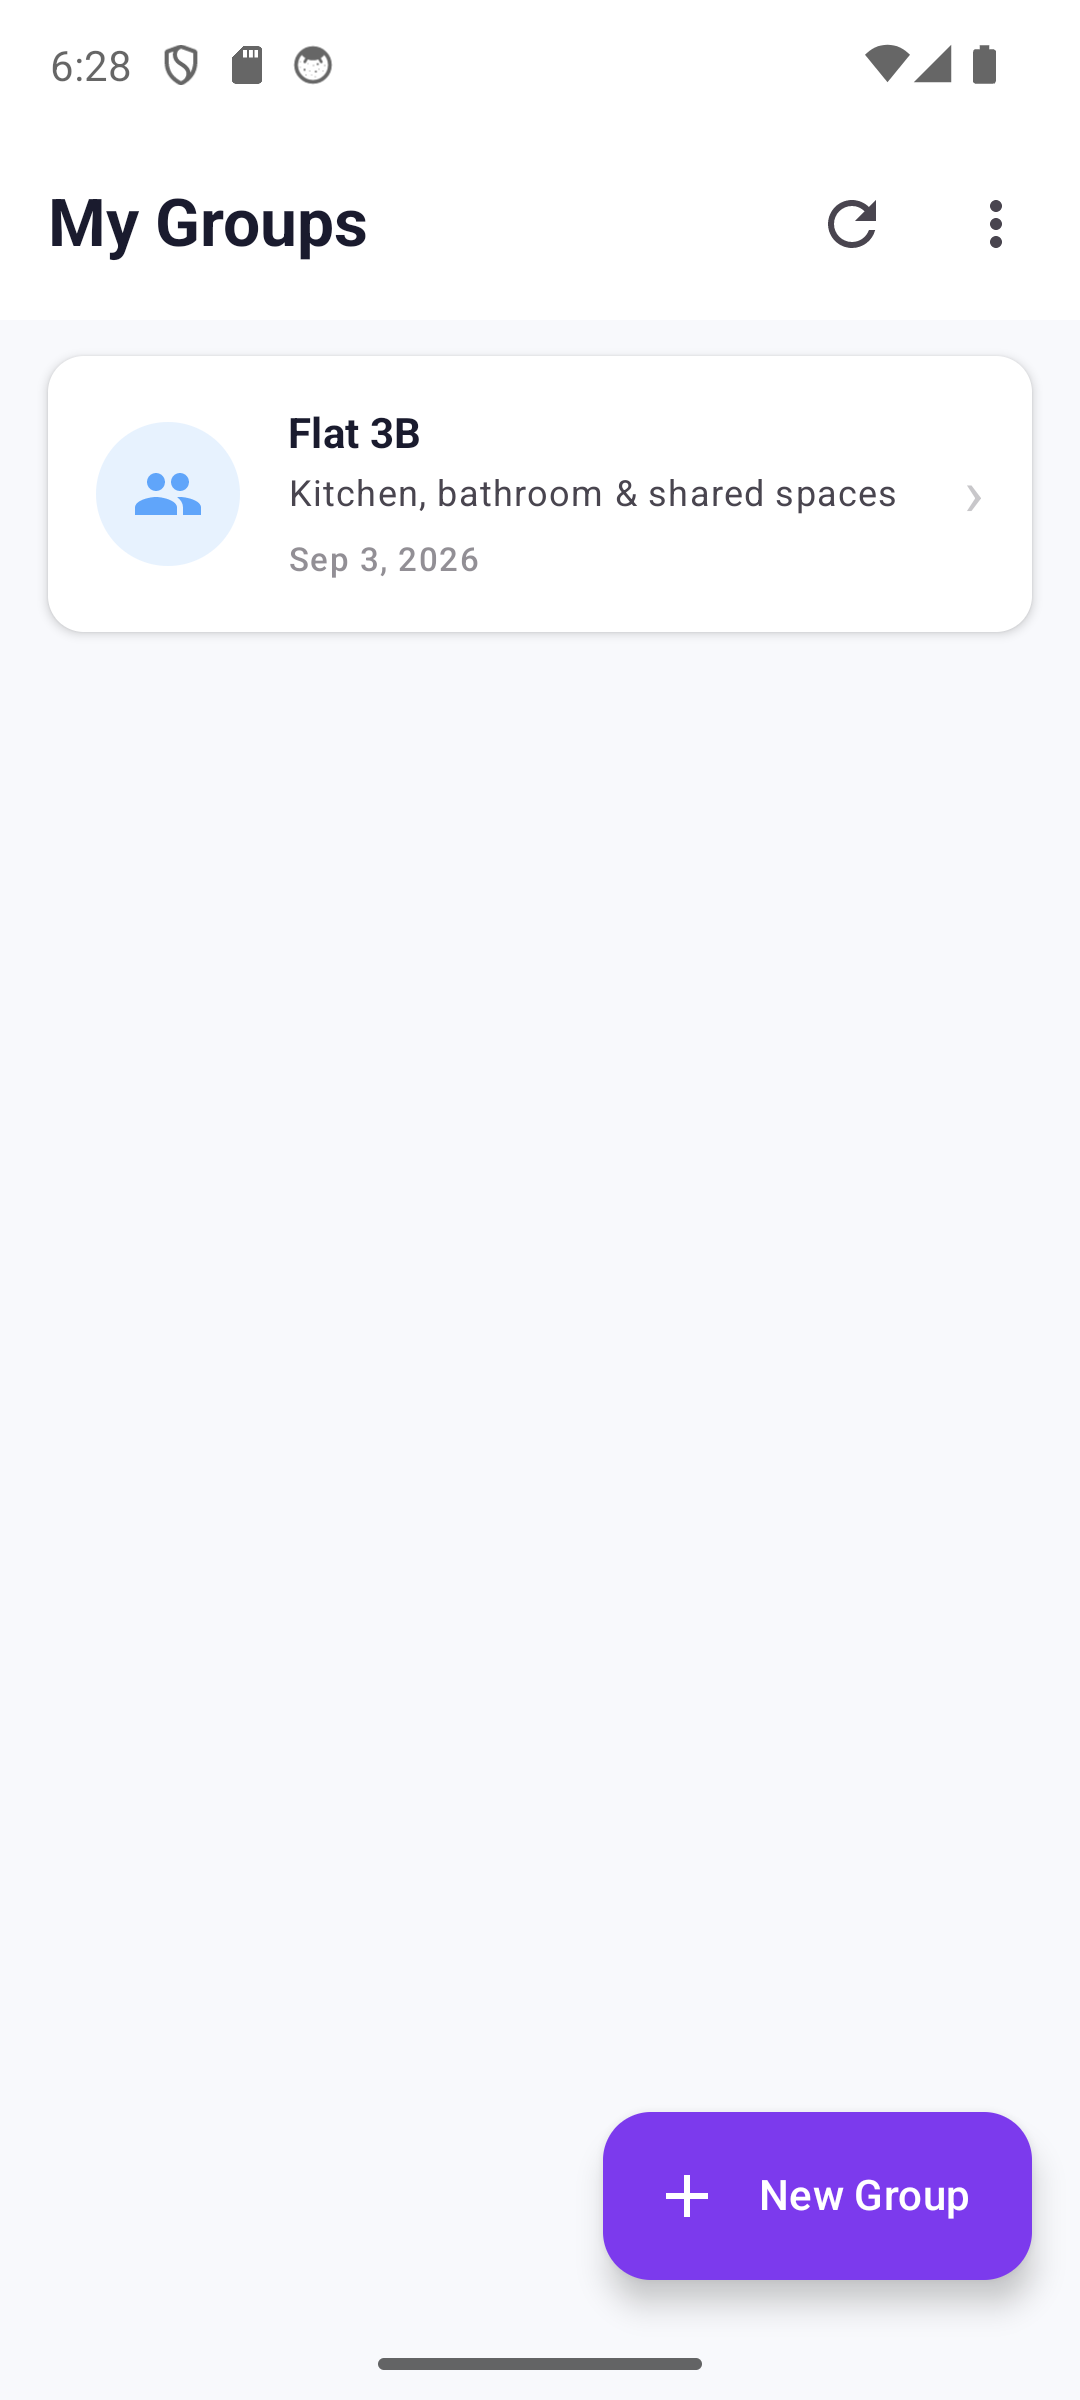 6:28
My Groups
Flat 3B
Kitchen, bathroom & shared spaces
Sep 3, 2026
New Group